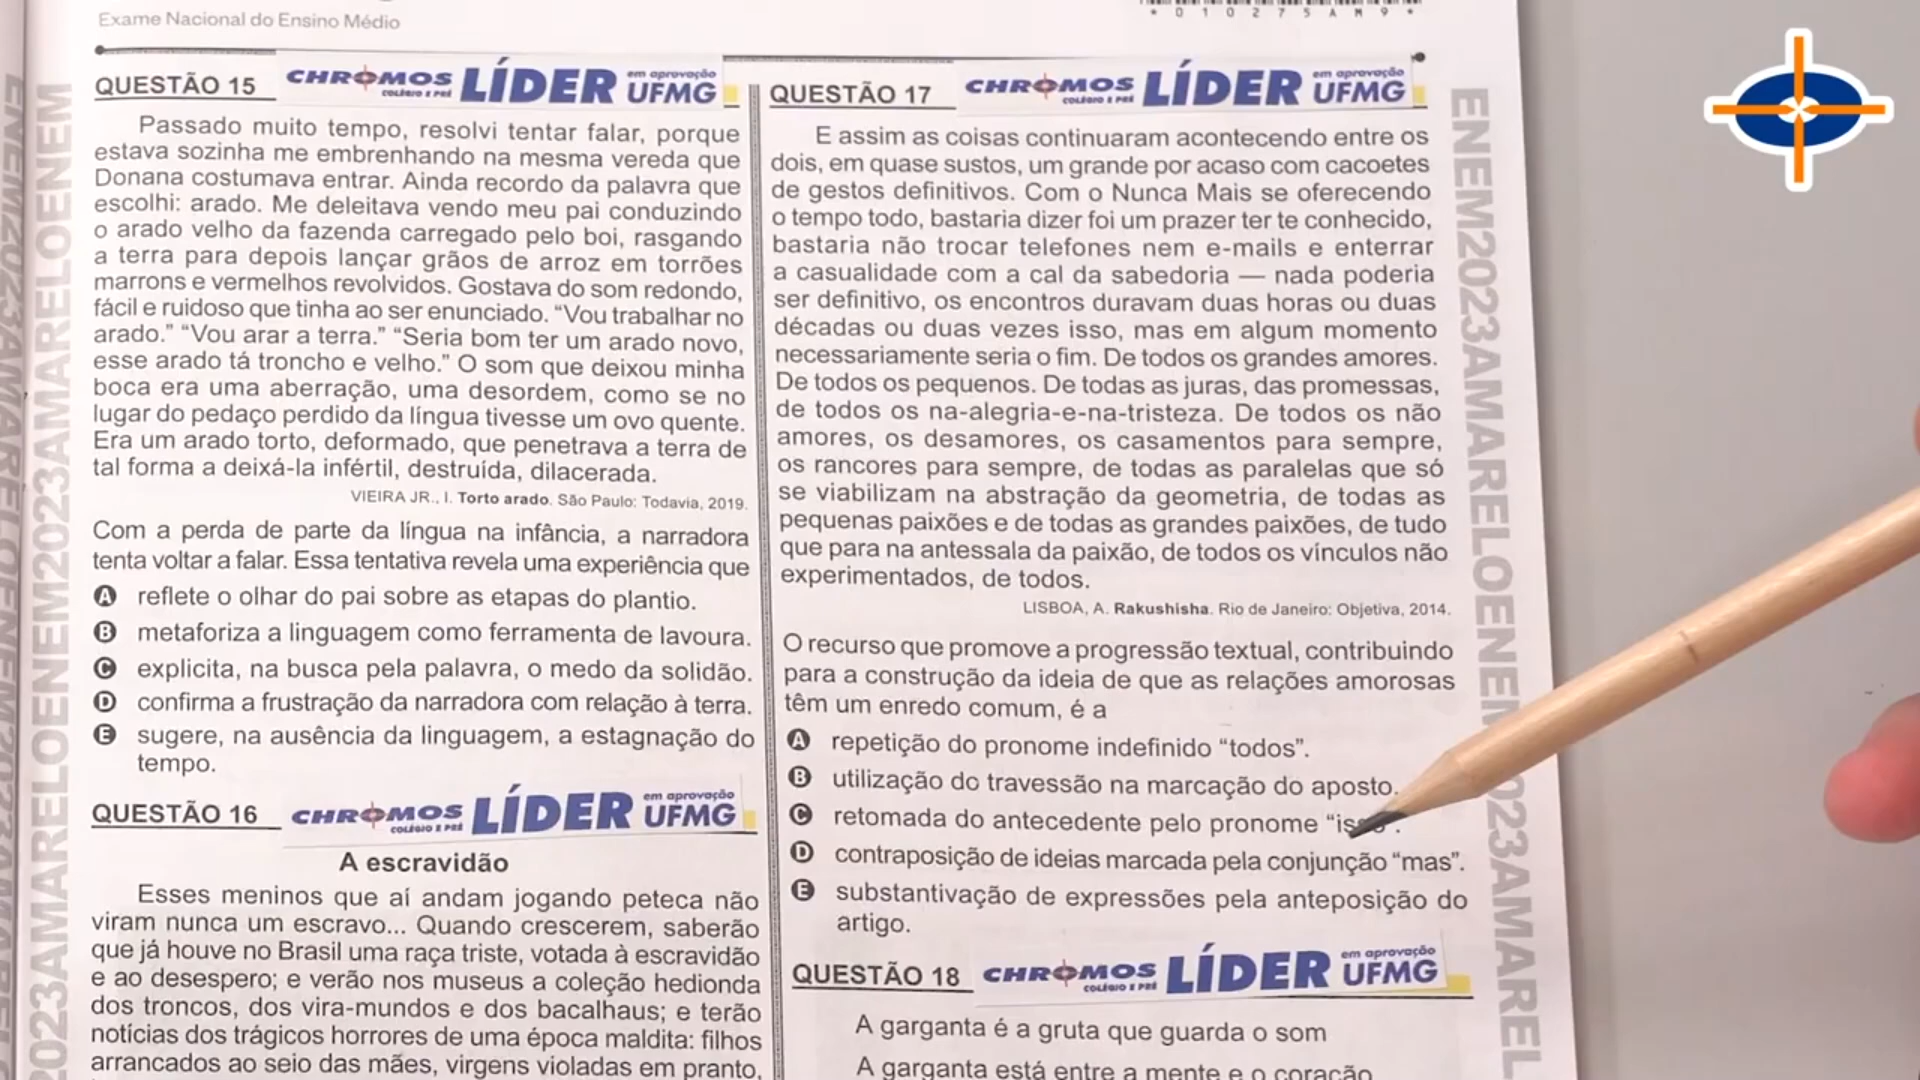 Exame Nacional do Ensino Médio
* 0 1 0 2 7 5 A M 9 *
QUESTÃO 15
CHROMOS
COLÉGIO E PRÉ
LÍDER
em aprovação
UFMG
Passado muito tempo, resolvi tentar falar, porque
estava sozinha me embrenhando na mesma vereda que
Donana costumava entrar. Ainda recordo da palavra que
escolhi: arado. Me deleitava vendo meu pai conduzindo
o arado velho da fazenda carregado pelo boi, rasgando
a terra para depois lançar grãos de arroz em torrões
marrons e vermelhos revolvidos. Gostava do som redondo,
fácil e ruidoso que tinha ao ser enunciado. “Vou trabalhar no
arado.” “Vou arar a terra.” “Seria bom ter um arado novo,
esse arado tá troncho e velho.” O som que deixou minha
boca era uma aberração, uma desordem, como se no
lugar do pedaço perdido da língua tivesse um ovo quente.
Era um arado torto, deformado, que penetrava a terra de
tal forma a deixá-la infértil, destruída, dilacerada.
VIEIRA JR., I. Torto arado. São Paulo: Todavia, 2019.
Com a perda de parte da língua na infância, a narradora
tenta voltar a falar. Essa tentativa revela uma experiência que
A reflete o olhar do pai sobre as etapas do plantio.
B metaforiza a linguagem como ferramenta de lavoura.
C explicita, na busca pela palavra, o medo da solidão.
D confirma a frustração da narradora com relação à terra.
E sugere, na ausência da linguagem, a estagnação do
tempo.
QUESTÃO 16
CHROMOS
COLÉGIO E PRÉ
LÍDER
em aprovação
UFMG
A escravidão
Esses meninos que aí andam jogando peteca não
viram nunca um escravo... Quando crescerem, saberão
que já houve no Brasil uma raça triste, votada à escravidão
e ao desespero; e verão nos museus a coleção hedionda
dos troncos, dos vira-mundos e dos bacalhaus; e terão
notícias dos trágicos horrores de uma época maldita: filhos
arrancados ao seio das mães, virgens violadas em pranto,
QUESTÃO 17
CHROMOS
COLÉGIO E PRÉ
LÍDER
em aprovação
UFMG
E assim as coisas continuaram acontecendo entre os
dois, em quase sustos, um grande por acaso com cacoetes
de gestos definitivos. Com o Nunca Mais se oferecendo
o tempo todo, bastaria dizer foi um prazer ter te conhecido,
bastaria não trocar telefones nem e-mails e enterrar
a casualidade com a cal da sabedoria — nada poderia
ser definitivo, os encontros duravam duas horas ou duas
décadas ou duas vezes isso, mas em algum momento
necessariamente seria o fim. De todos os grandes amores.
De todos os pequenos. De todas as juras, das promessas,
de todos os na-alegria-e-na-tristeza. De todos os não
amores, os desamores, os casamentos para sempre,
os rancores para sempre, de todas as paralelas que só
se viabilizam na abstração da geometria, de todas as
pequenas paixões e de todas as grandes paixões, de tudo
que para na antessala da paixão, de todos os vínculos não
experimentados, de todos.
LISBOA, A. Rakushisha. Rio de Janeiro: Objetiva, 2014.
O recurso que promove a progressão textual, contribuindo
para a construção da ideia de que as relações amorosas
têm um enredo comum, é a
A repetição do pronome indefinido “todos”.
B utilização do travessão na marcação do aposto.
C retomada do antecedente pelo pronome “isso”.
D contraposição de ideias marcada pela conjunção “mas”.
E substantivação de expressões pela anteposição do
artigo.
QUESTÃO 18
CHROMOS
COLÉGIO E PRÉ
LÍDER
em aprovação
UFMG
A garganta é a gruta que guarda o som
A garganta está entre a mente e o coração
ENEM2023AMARELOENEM2023AMAREL
2023AMARELOENEM2023AMARELOENEM